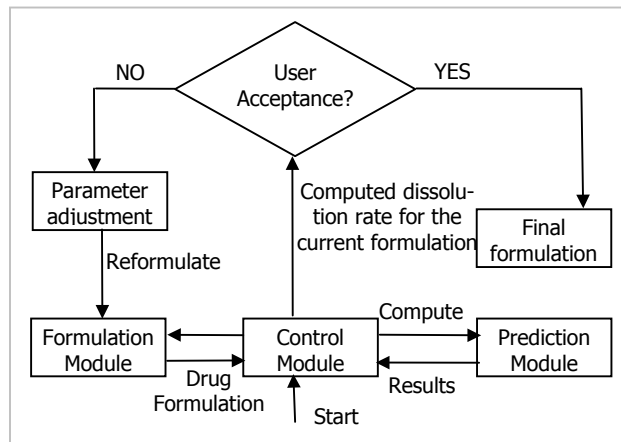 NO
User
Acceptance?
YES
Parameter
adjustment
Computed dissolu-
tion rate for the
current formulation
Final
formulation
Reformulate
Formulation
Module
Control
Module
Compute
Prediction
Module
Drug
Formulation
Results
Start